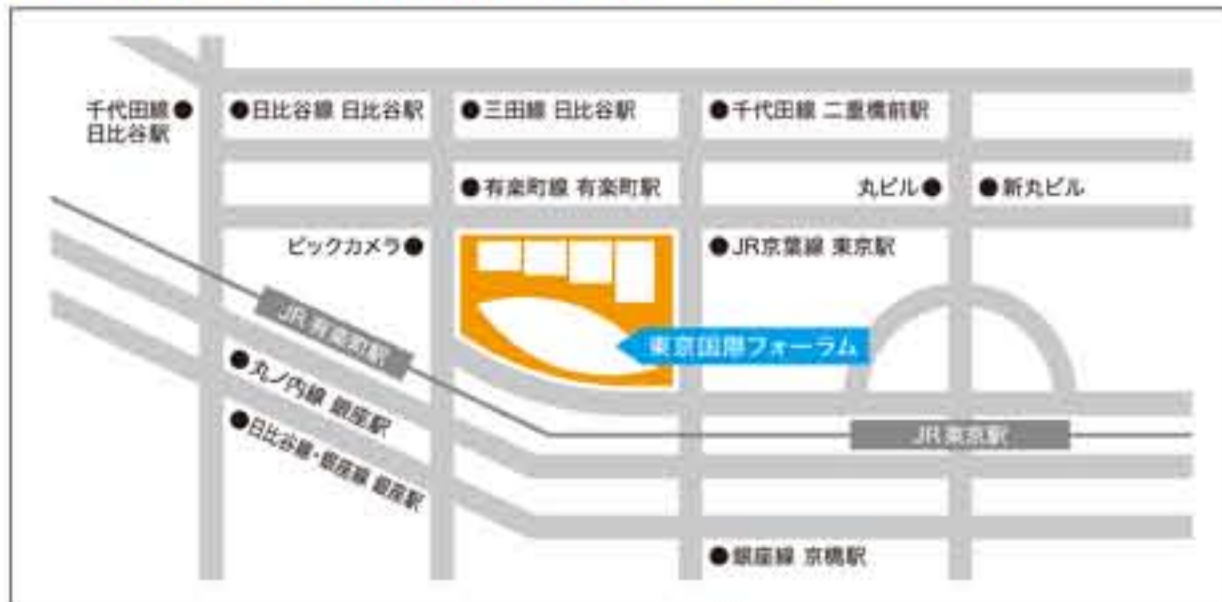 千代田線
日比谷駅
日比谷線 日比谷駅
三田線 日比谷駅
千代田線 二重橋前駅
有楽町線 有楽町駅
丸ビル
新丸ビル
ビックカメラ
JR京葉線 東京駅
JR有楽町駅
東京国際フォーラム
丸ノ内線 銀座駅
日比谷線・銀座線 銀座駅
JR東京駅
銀座線 京橋駅